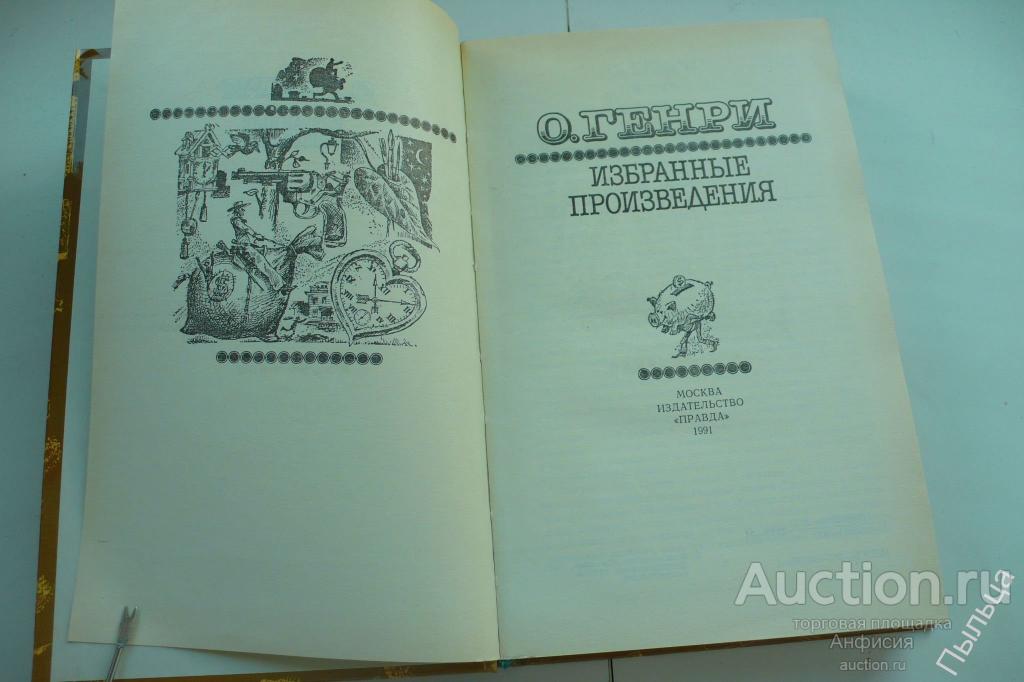 О.ГЕНРИ
ИЗБРАННЫЕ
ПРОИЗВЕДЕНИЯ
МОСКВА
ИЗДАТЕЛЬСТВО
«ПРАВДА»
1991
Auction.ru
торговая площадка
Анфисия
auction.ru
Пыльца